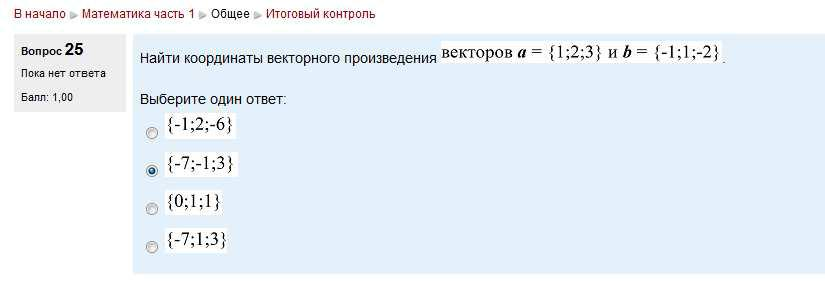 В начало ► Математика часть 1 ► Общее ► Итоговый контроль
Вопрос 25
Пока нет ответа
Балл: 1,00
Найти координаты векторного произведения векторов a = {1;2;3} и b = {-1;1;-2}.
Выберите один ответ:
{-1;2;-6}
{-7;-1;3}
{0;1;1}
{-7;1;3}